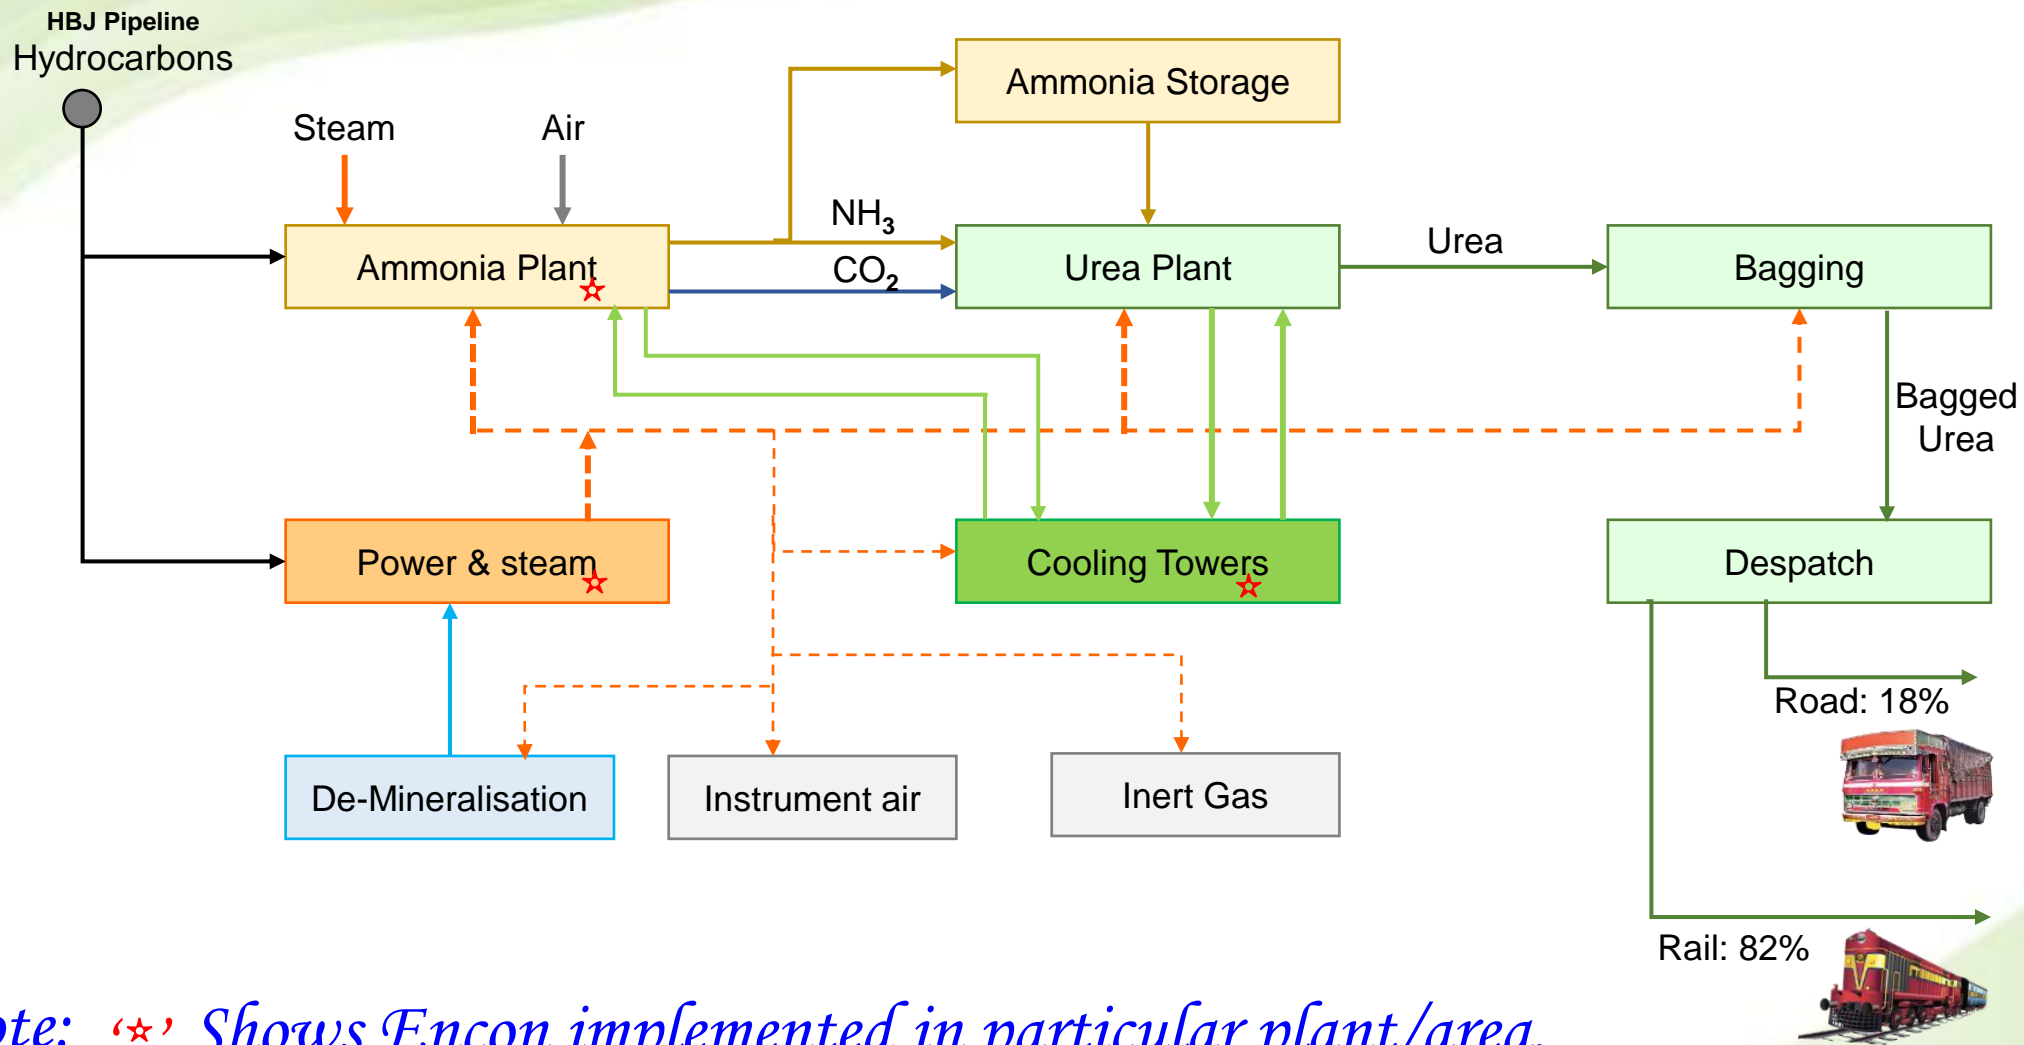 HBJ Pipeline
Hydrocarbons
Steam
Air
Ammonia Storage
NH3
CO2
Ammonia Plant
Urea Plant
Urea
Bagging
Bagged
Urea
Power & steam
Cooling Towers
Despatch
Road: 18%
De-Mineralisation
Instrument air
Inert Gas
Rail: 82%
ote: ‘☆’ Shows Encon implemented in particular plant/area.